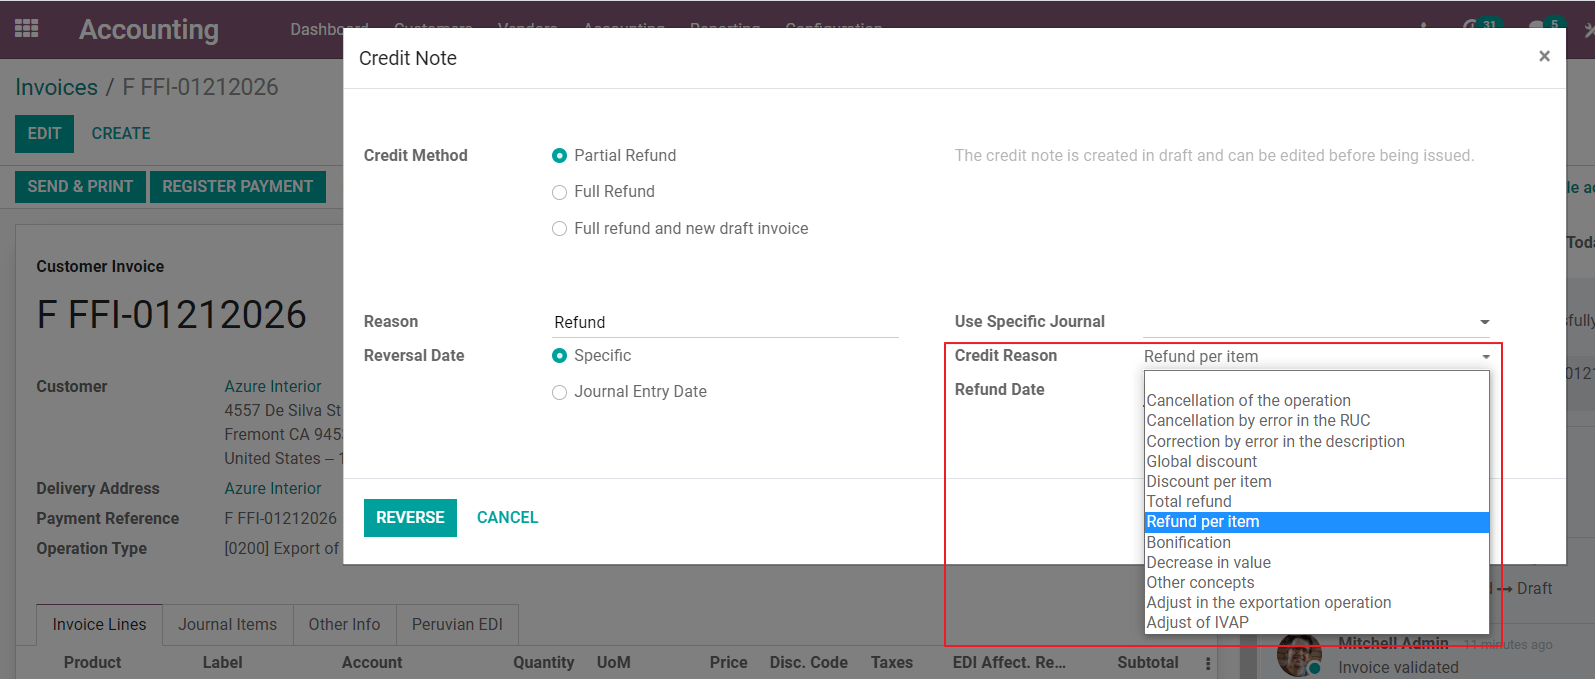 Accounting
Dashboard Customers Vendors Accounting Reporting Configuration
31
5
Invoices / F FFI-01212026
EDIT CREATE
SEND & PRINT REGISTER PAYMENT
Customer Invoice
F FFI-01212026
Customer Azure Interior
4557 De Silva St
Fremont CA 9453
United States – 1
Delivery Address Azure Interior
Payment Reference F FFI-01212026
Operation Type [0200] Export of
Invoice Lines Journal Items Other Info Peruvian EDI
Product Label Account Quantity UoM Price Disc. Code Taxes EDI Affect. Re... Subtotal
Credit Note ×
Credit Method
Partial Refund
Full Refund
Full refund and new draft invoice
The credit note is created in draft and can be edited before being issued.
Reason Refund
Reversal Date
Specific
Journal Entry Date
Use Specific Journal
Credit Reason Refund per item
Refund Date
Cancellation of the operation
Cancellation by error in the RUC
Correction by error in the description
Global discount
Discount per item
Total refund
Refund per item
Bonification
Decrease in value
Other concepts
Adjust in the exportation operation
Adjust of IVAP
REVERSE CANCEL
→ Draft
Mitchell Admin 11 minutes ago
Invoice validated